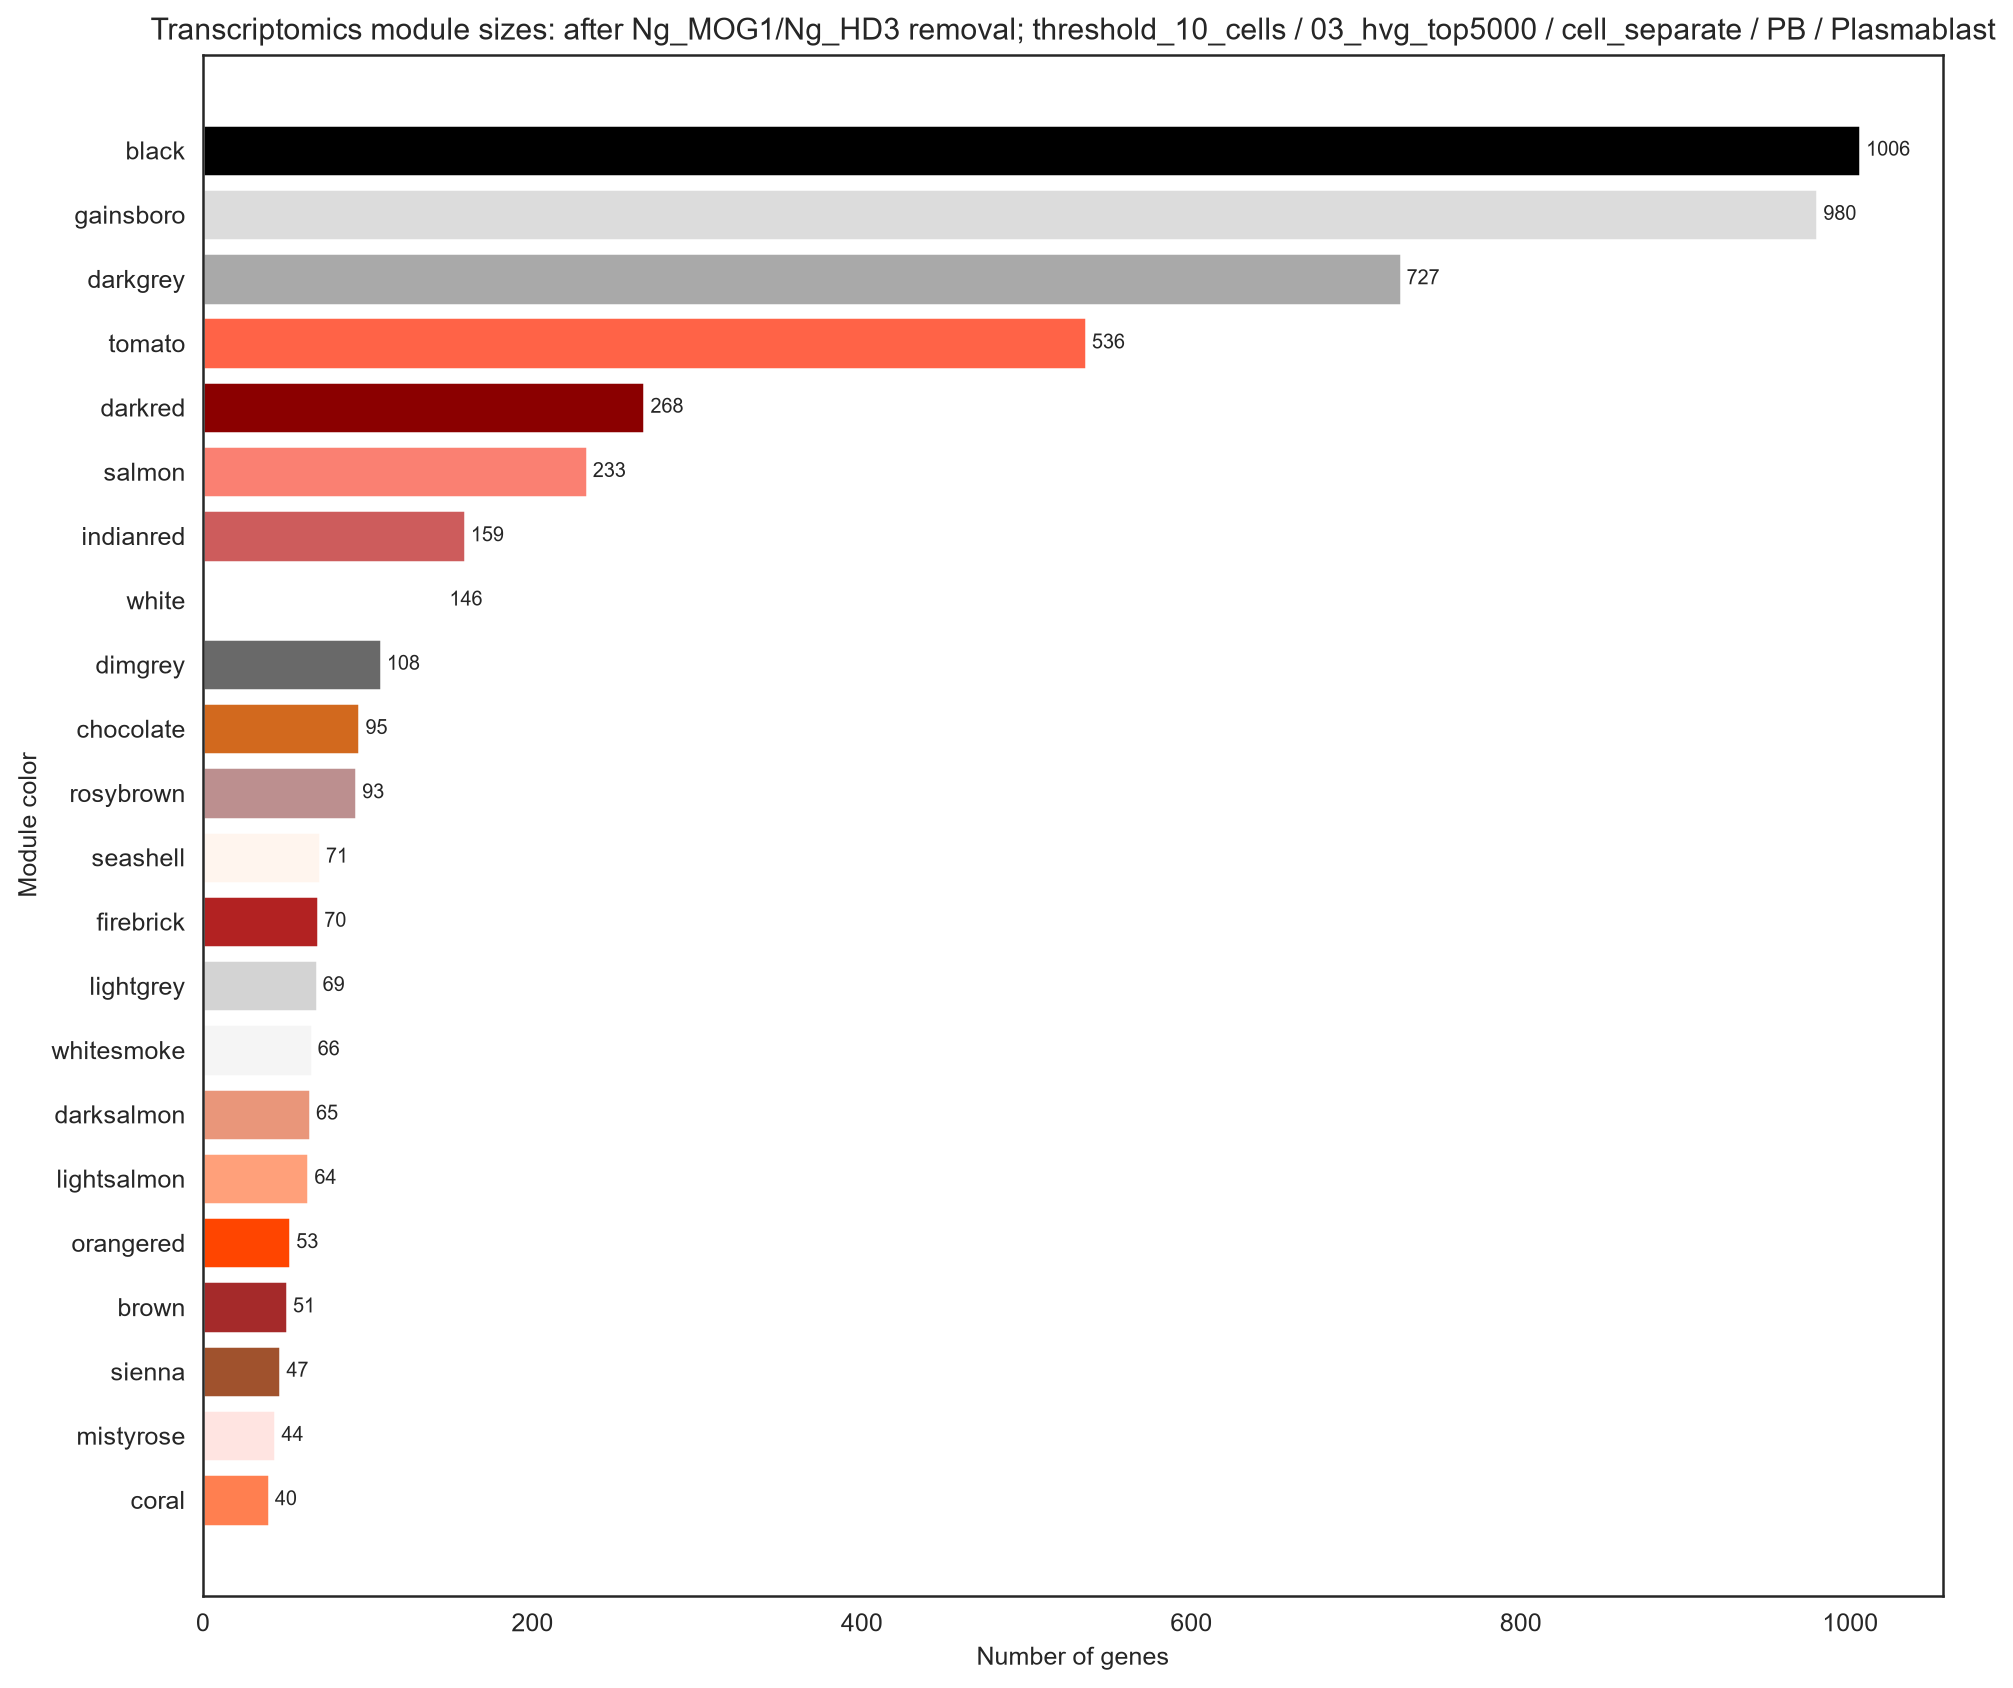 Transcriptomics module sizes: after Ng_MOG1/Ng_HD3 removal; threshold_10_cells / 03_hvg_top5000 / cell_separate / PB / Plasmablast
black 1006
gainsboro 980
darkgrey 727
tomato 536
darkred 268
salmon 233
indianred 159
white 146
dimgrey 108
chocolate 95
rosybrown 93
seashell 71
firebrick 70
lightgrey 69
whitesmoke 66
darksalmon 65
lightsalmon 64
orangered 53
brown 51
sienna 47
mistyrose 44
coral 40
Module color
0 200 400 600 800 1000
Number of genes